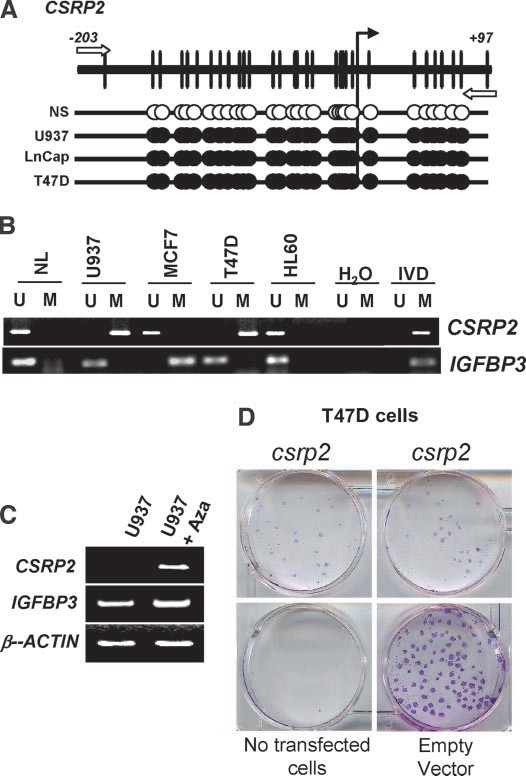 A
CSRP2
-203
+97
NS
U937
LnCap
T47D
B
NL
U937
MCF7
T47D
HL60
H2O
IVD
U M U M U M U M U M U M U M
CSRP2
IGFBP3
C
U937
U937
+ Aza
CSRP2
IGFBP3
β--ACTIN
D
T47D cells
csrp2
csrp2
No transfected
cells
Empty
Vector